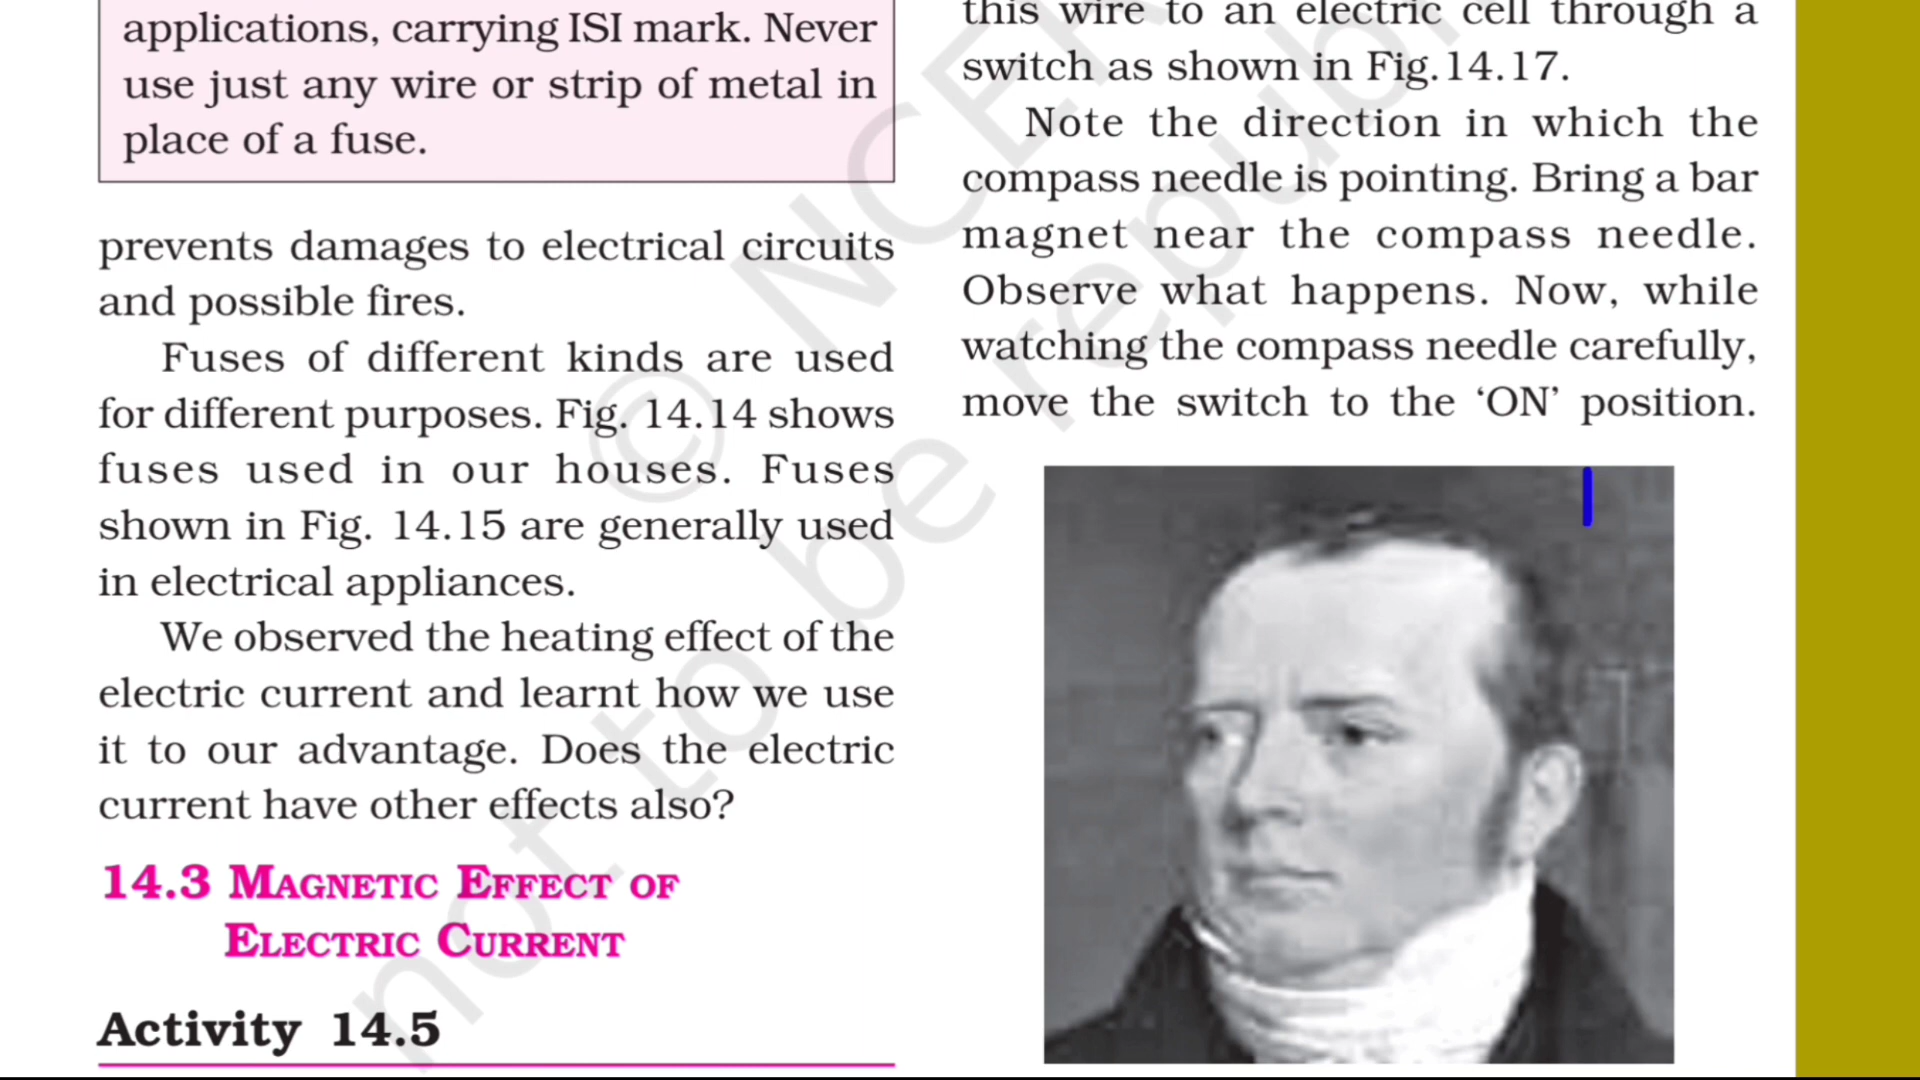 applications, carrying ISI mark. Never
use just any wire or strip of metal in
place of a fuse.
prevents damages to electrical circuits
and possible fires.
Fuses of different kinds are used
for different purposes. Fig. 14.14 shows
fuses used in our houses. Fuses
shown in Fig. 14.15 are generally used
in electrical appliances.
We observed the heating effect of the
electric current and learnt how we use
it to our advantage. Does the electric
current have other effects also?
14.3 MAGNETIC EFFECT OF
ELECTRIC CURRENT
Activity 14.5
this wire to an electric cell through a
switch as shown in Fig.14.17.
Note the direction in which the
compass needle is pointing. Bring a bar
magnet near the compass needle.
Observe what happens. Now, while
watching the compass needle carefully,
move the switch to the ‘ON’ position.
not to be
©